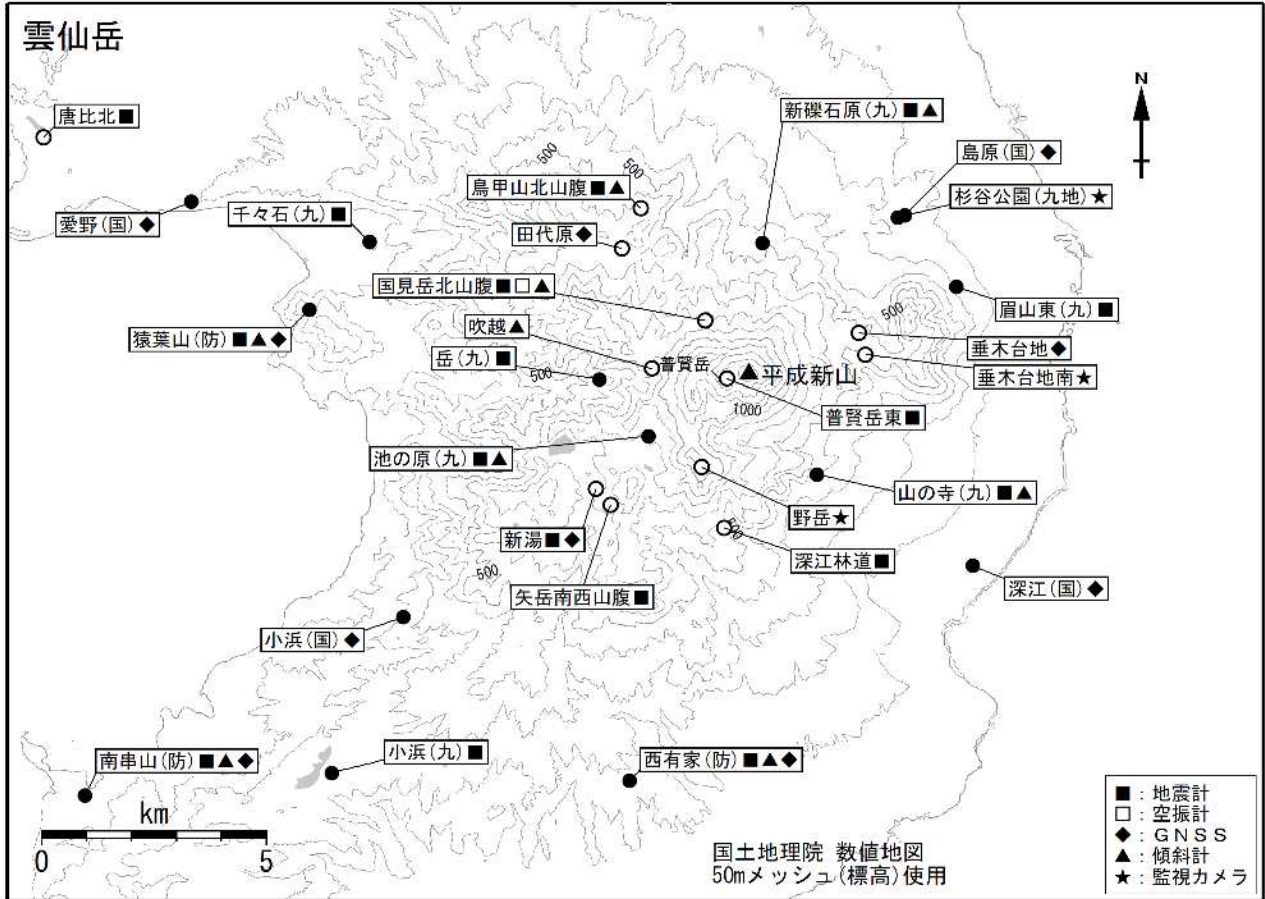 雲仙岳
唐比北■
新礫石原(九)■▲
N
島原(国)◆
500
500
鳥甲山北山腹■▲
杉谷公園(九地)★
愛野(国)◆
千々石(九)■
田代原◆
国見岳北山腹■□▲
500
眉山東(九)■
吹越▲
猿葉山(防)■▲◆
垂木台地◆
岳(九)■
普賢岳
500
▲平成新山
垂木台地南★
1000
普賢岳東■
池の原(九)■▲
山の寺(九)■▲
野岳★
新湯■◆
500
深江林道■
500
矢岳南西山腹■
深江(国)◆
小浜(国)◆
南串山(防)■▲◆
小浜(九)■
西有家(防)■▲◆
km
0 5
■:地震計
□:空振計
◆:GNSS
▲:傾斜計
★:監視カメラ
国土地理院 数値地図
50mメッシュ(標高)使用